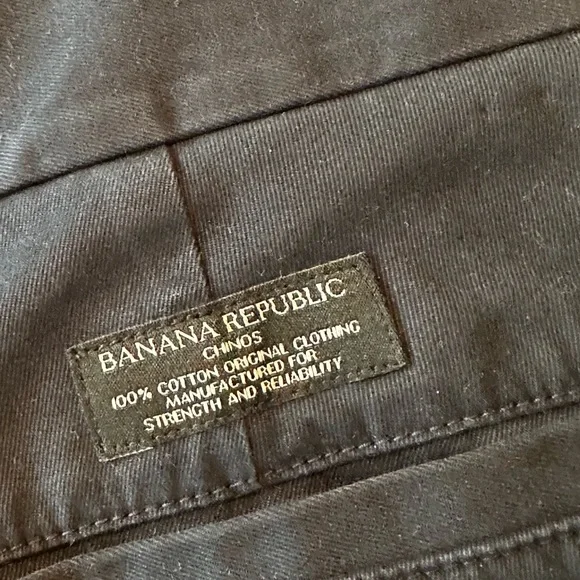 BANANA REPUBLIC
CHINOS
100% COTTON ORIGINAL CLOTHING
MANUFACTURED FOR
STRENGTH AND RELIABILITY